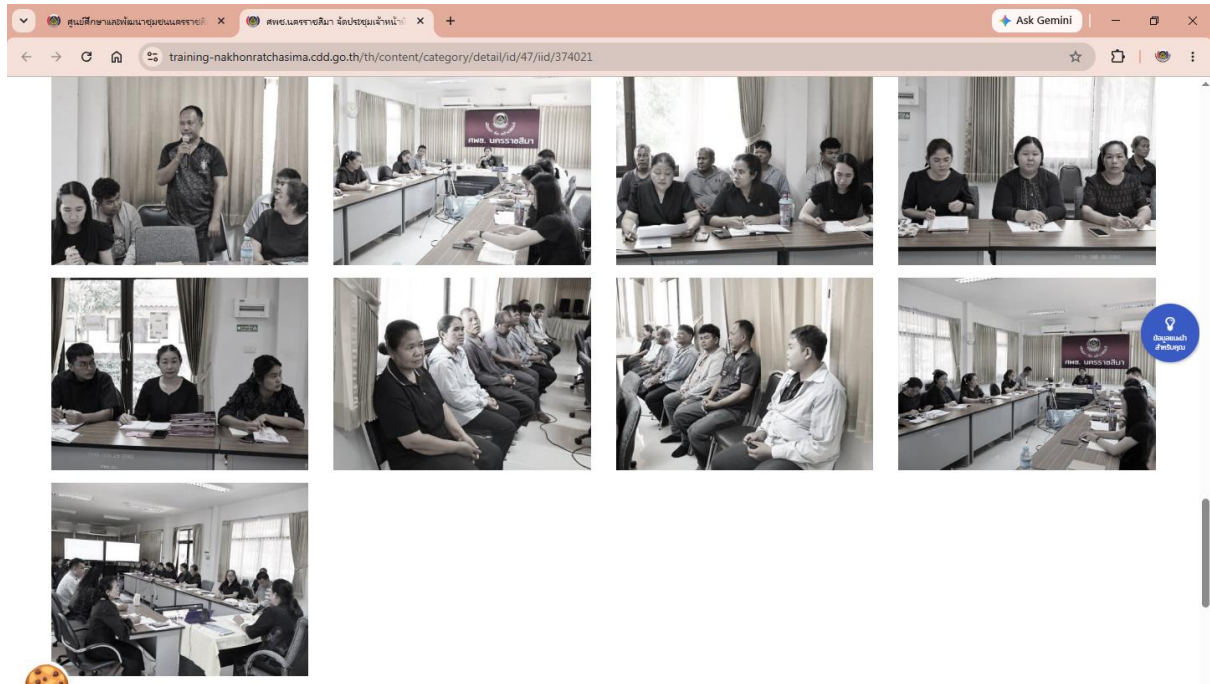 ศูนย์ศึกษาและพัฒนาชุมชนนครราชสี
ศพช.นครราชสีมา จัดประชุมเจ้าหน้า
Ask Gemini
training-nakhonratchasima.cdd.go.th/th/content/category/detail/id/47/iid/374021
ศพช. นครราชสีมา
ศพช. นครราชสีมา
ข้อมูลแนะนำ
สำหรับคุณ